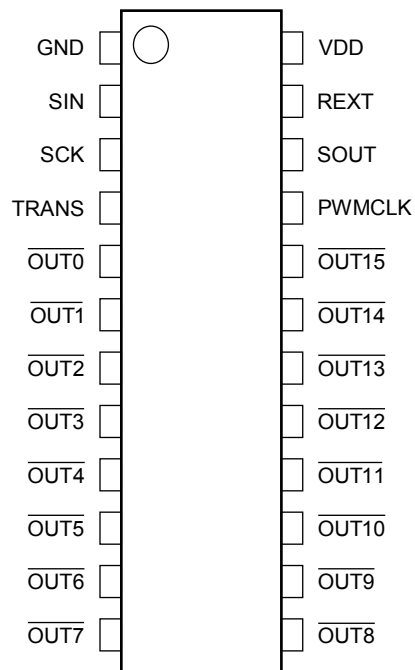 GND VDD
SIN REXT
SCK SOUT
TRANS PWMCLK
OUT0 OUT15
OUT1 OUT14
OUT2 OUT13
OUT3 OUT12
OUT4 OUT11
OUT5 OUT10
OUT6 OUT9
OUT7 OUT8